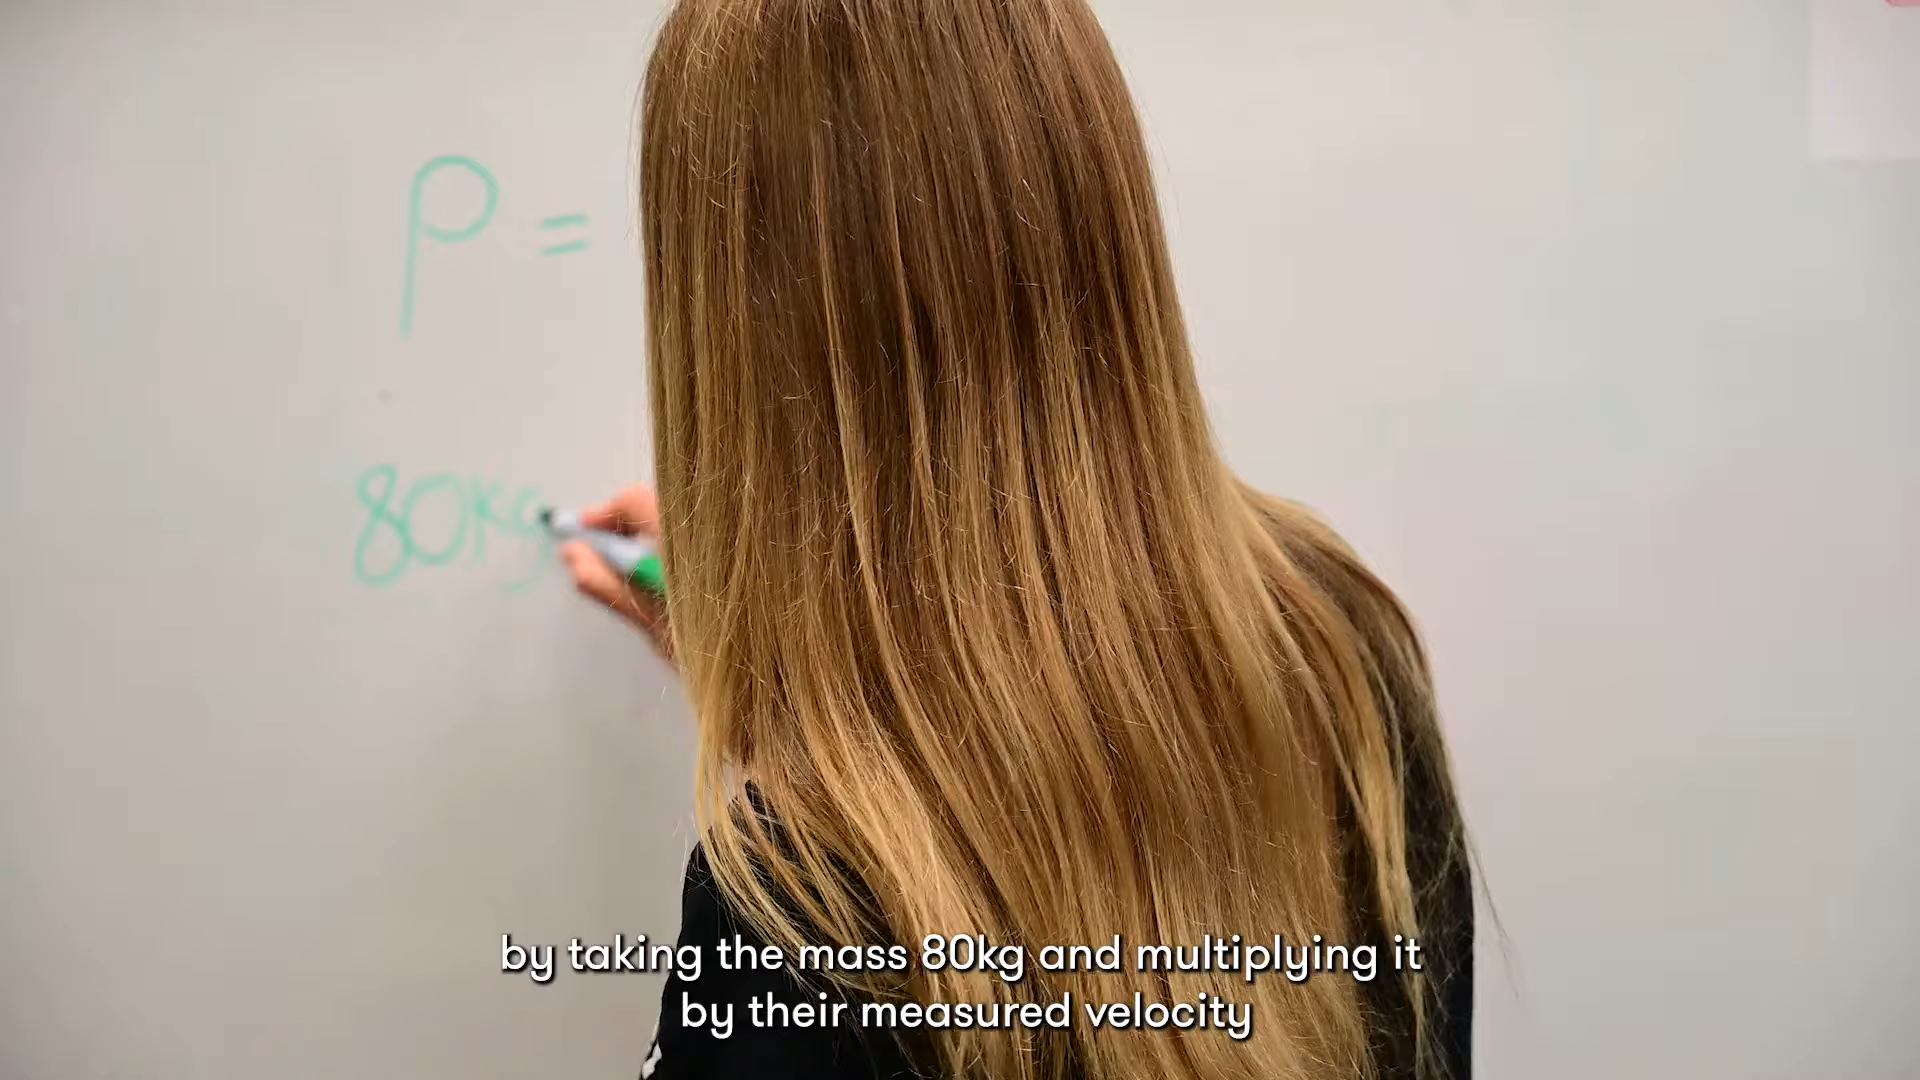 p =
80kg
by taking the mass 80kg and multiplying it
by their measured velocity